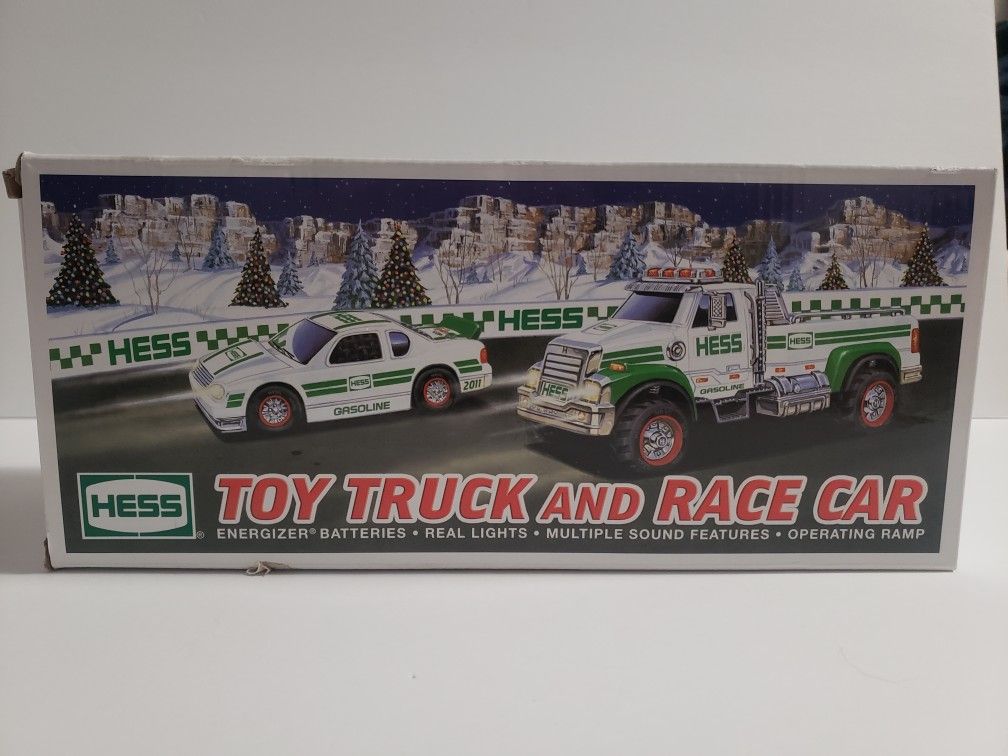 HESS
HESS
HESS
GASOLINE
2011
HESS
HESS
HESS
GASOLINE
HESS®
TOY TRUCK AND RACE CAR
ENERGIZER® BATTERIES • REAL LIGHTS • MULTIPLE SOUND FEATURES • OPERATING RAMP